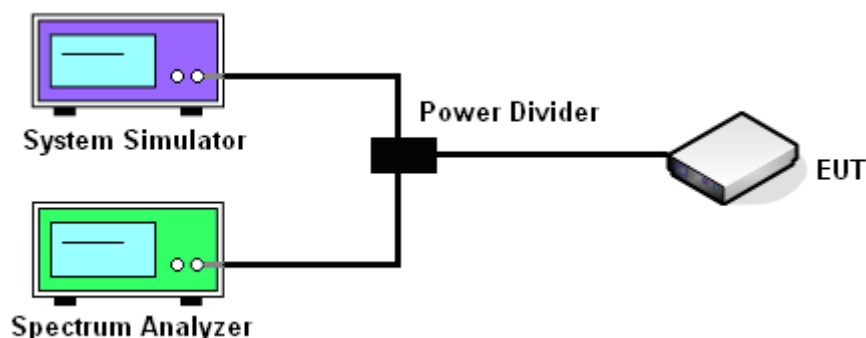 System Simulator
Power Divider
EUT
Spectrum Analyzer